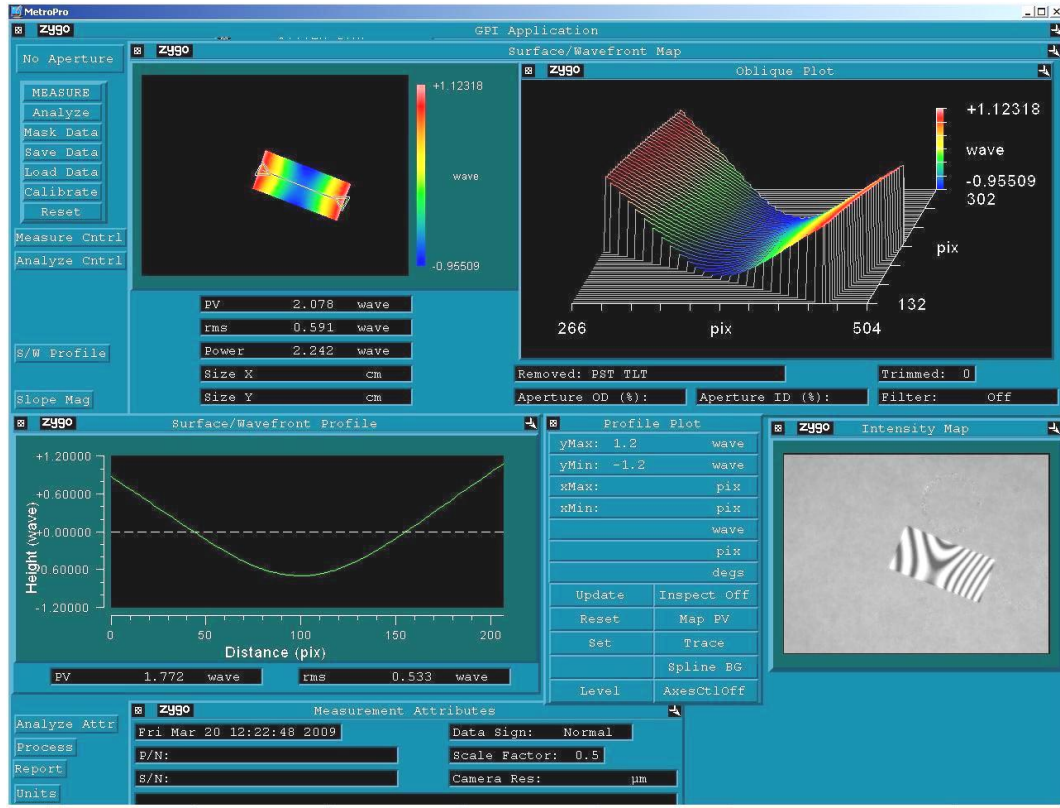 MetroPro
zygo GPI Application
No Aperture
MEASURE
Analyze
Mask Data
Save Data
Load Data
Calibrate
Reset
Measure Cntrl
Analyze Cntrl
S/W Profile
Slope Mag
zygo Surface/Wavefront Map
+1.12318
wave
-0.95509
PV 2.078 wave
rms 0.591 wave
Power 2.242 wave
Size X cm
Size Y cm
zygo Oblique Plot
+1.12318
wave
-0.95509
302
pix
132
266 pix 504
Removed: PST TLT
Trimmed: 0
Aperture OD (%):
Aperture ID (%):
Filter: Off
zygo Surface/Wavefront Profile
+1.20000
+0.60000
+0.00000
-0.60000
-1.20000
Height (wave)
0 50 100 150 200
Distance (pix)
PV 1.772 wave
rms 0.533 wave
Profile Plot
yMax: 1.2 wave
yMin: -1.2 wave
xMax: pix
xMin: pix
wave
pix
degs
Update Inspect Off
Reset Map PV
Set Trace
Spline BG
Level AxesCtlOff
zygo Intensity Map
Analyze Attr
Process
Report
Units
zygo Measurement Attributes
Fri Mar 20 12:22:48 2009
Data Sign: Normal
P/N:
Scale Factor: 0.5
S/N:
Camera Res: µm